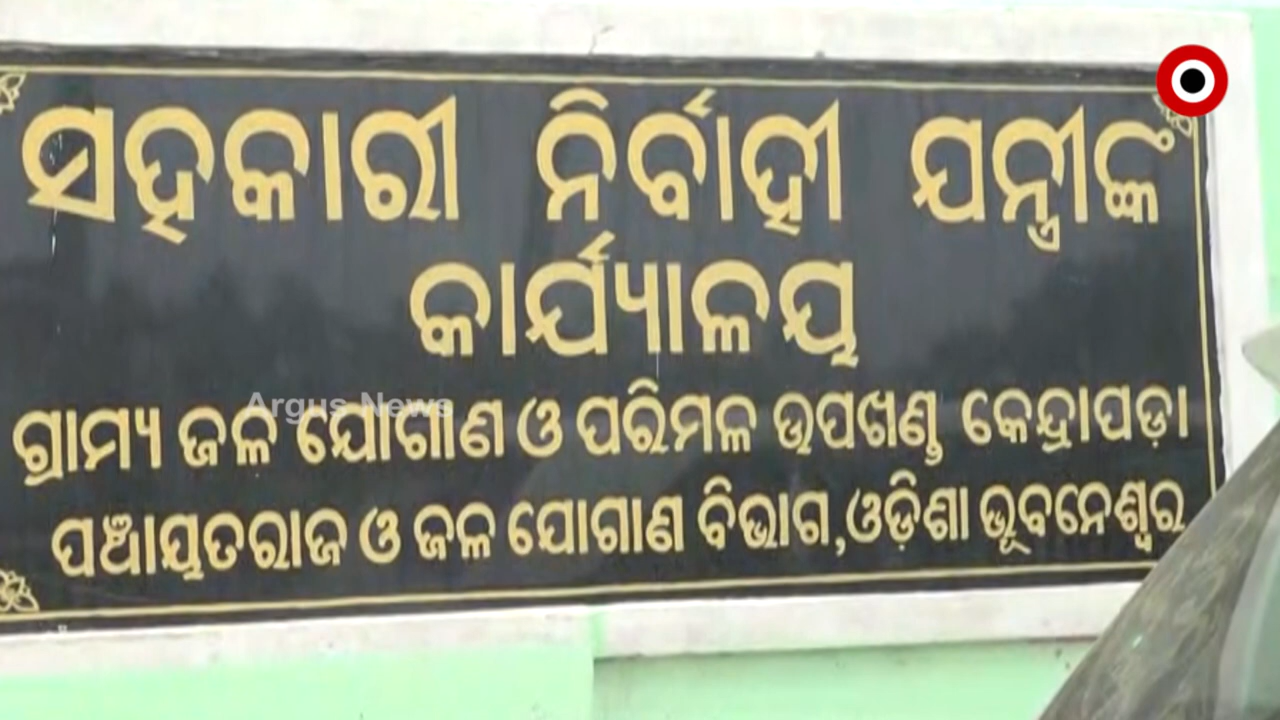 ସହକାରୀ ନିର୍ବାହୀ ଯନ୍ତ୍ରୀଙ୍କ
କାର୍ଯ୍ୟାଳୟ
Argus News
ଗ୍ରାମ୍ୟ ଜଳ ଯୋଗାଣ ଓ ପରିମଳ ଉପଖଣ୍ଡ କେନ୍ଦ୍ରାପଡ଼ା
ପଞ୍ଚାୟତରାଜ ଓ ଜଳ ଯୋଗାଣ ବିଭାଗ,ଓଡ଼ିଶା ଭୂବନେଶ୍ୱର